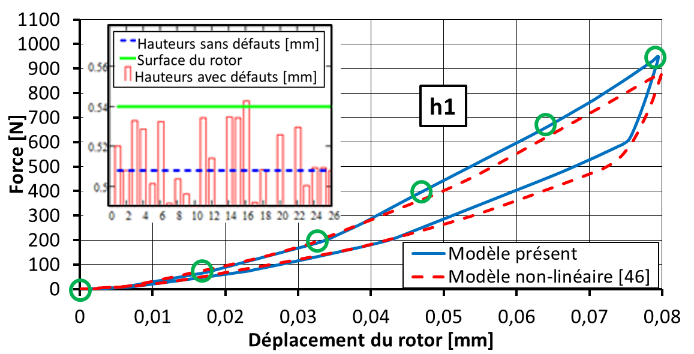 1100
1000
900
800
700
600
500
400
300
200
100
0
Force [N]
0.56
0.54
0.5
Hauteurs sans défauts [mm]
Surface du rotor
Hauteurs avec défauts [mm]
0 2 4 6 8 10 12 14 16 18 20 22 24 26
h1
Modèle présent
Modèle non-linéaire [46]
0 0,01 0,02 0,03 0,04 0,05 0,06 0,07 0,08
Déplacement du rotor [mm]